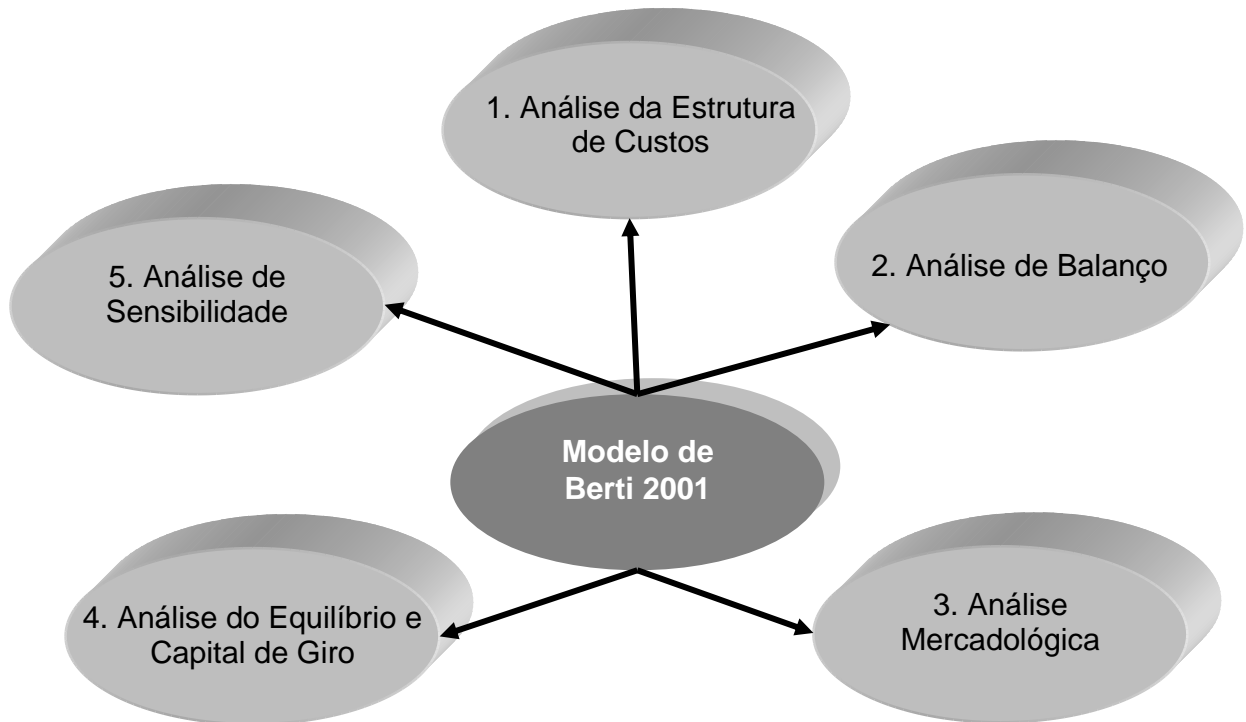 1. Análise da Estrutura
de Custos
2. Análise de Balanço
5. Análise de
Sensibilidade
Modelo de
Berti 2001
3. Análise
Mercadológica
4. Análise do Equilíbrio e
Capital de Giro